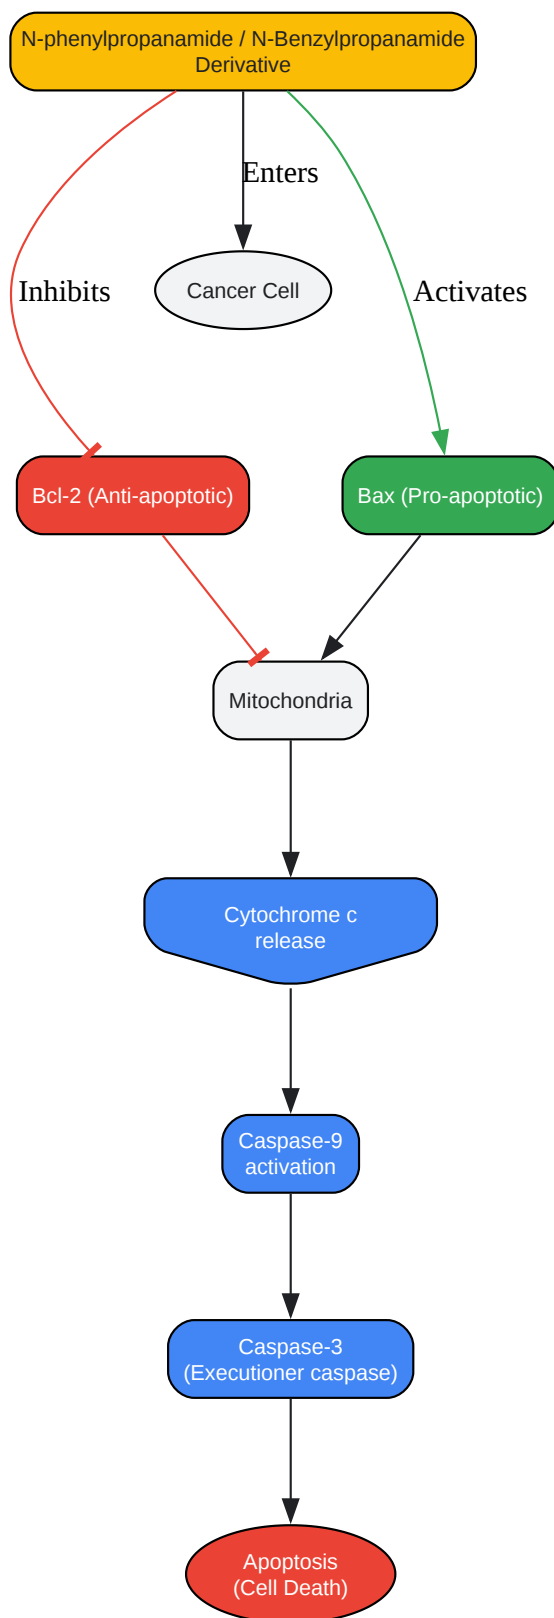 N-phenylpropanamide / N-Benzylpropanamide
Derivative
Enters
Cancer Cell
Inhibits
Activates
Bcl-2 (Anti-apoptotic)
Bax (Pro-apoptotic)
Mitochondria
Cytochrome c
release
Caspase-9
activation
Caspase-3
(Executioner caspase)
Apoptosis
(Cell Death)